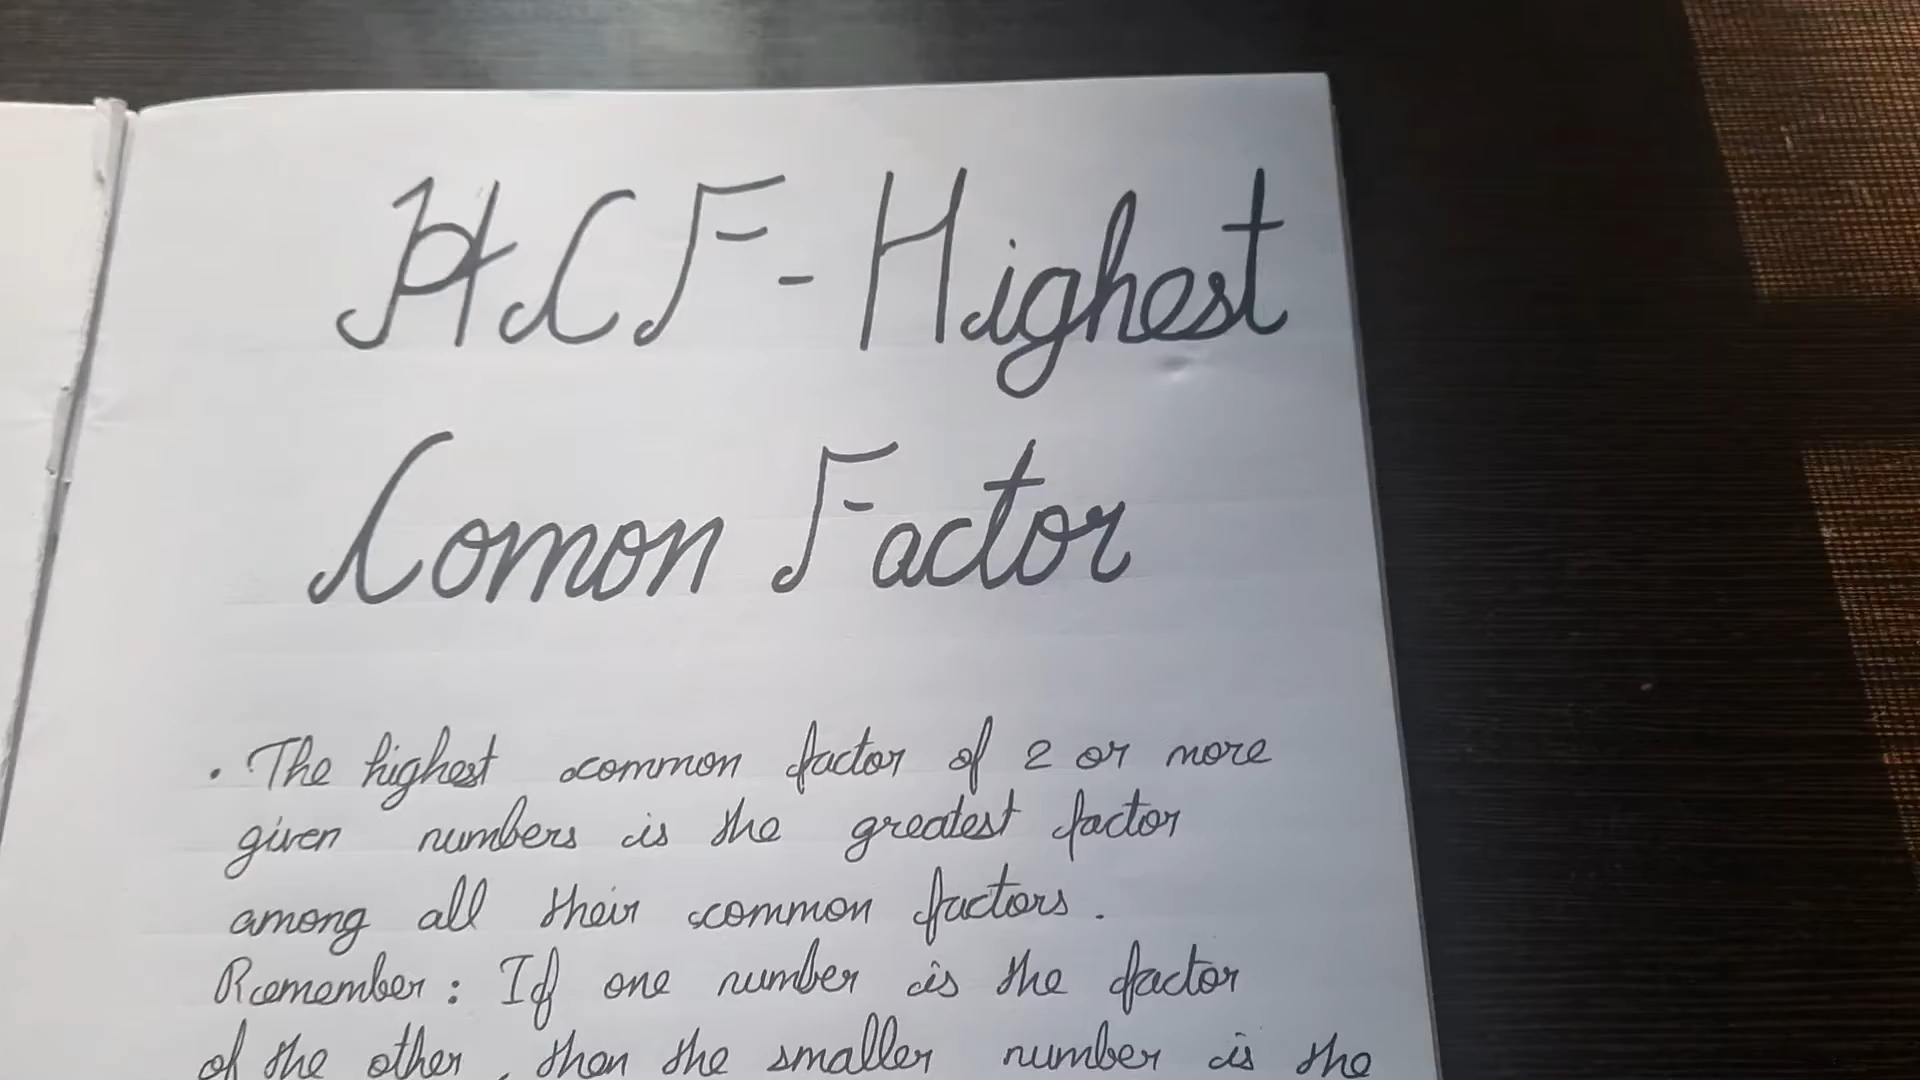 HCF - Highest
Comon Factor
. The highest common factor of 2 or more
given numbers is the greatest factor
among all their common factors.
Remember : If one number is the factor
of the other, then the smaller number is the